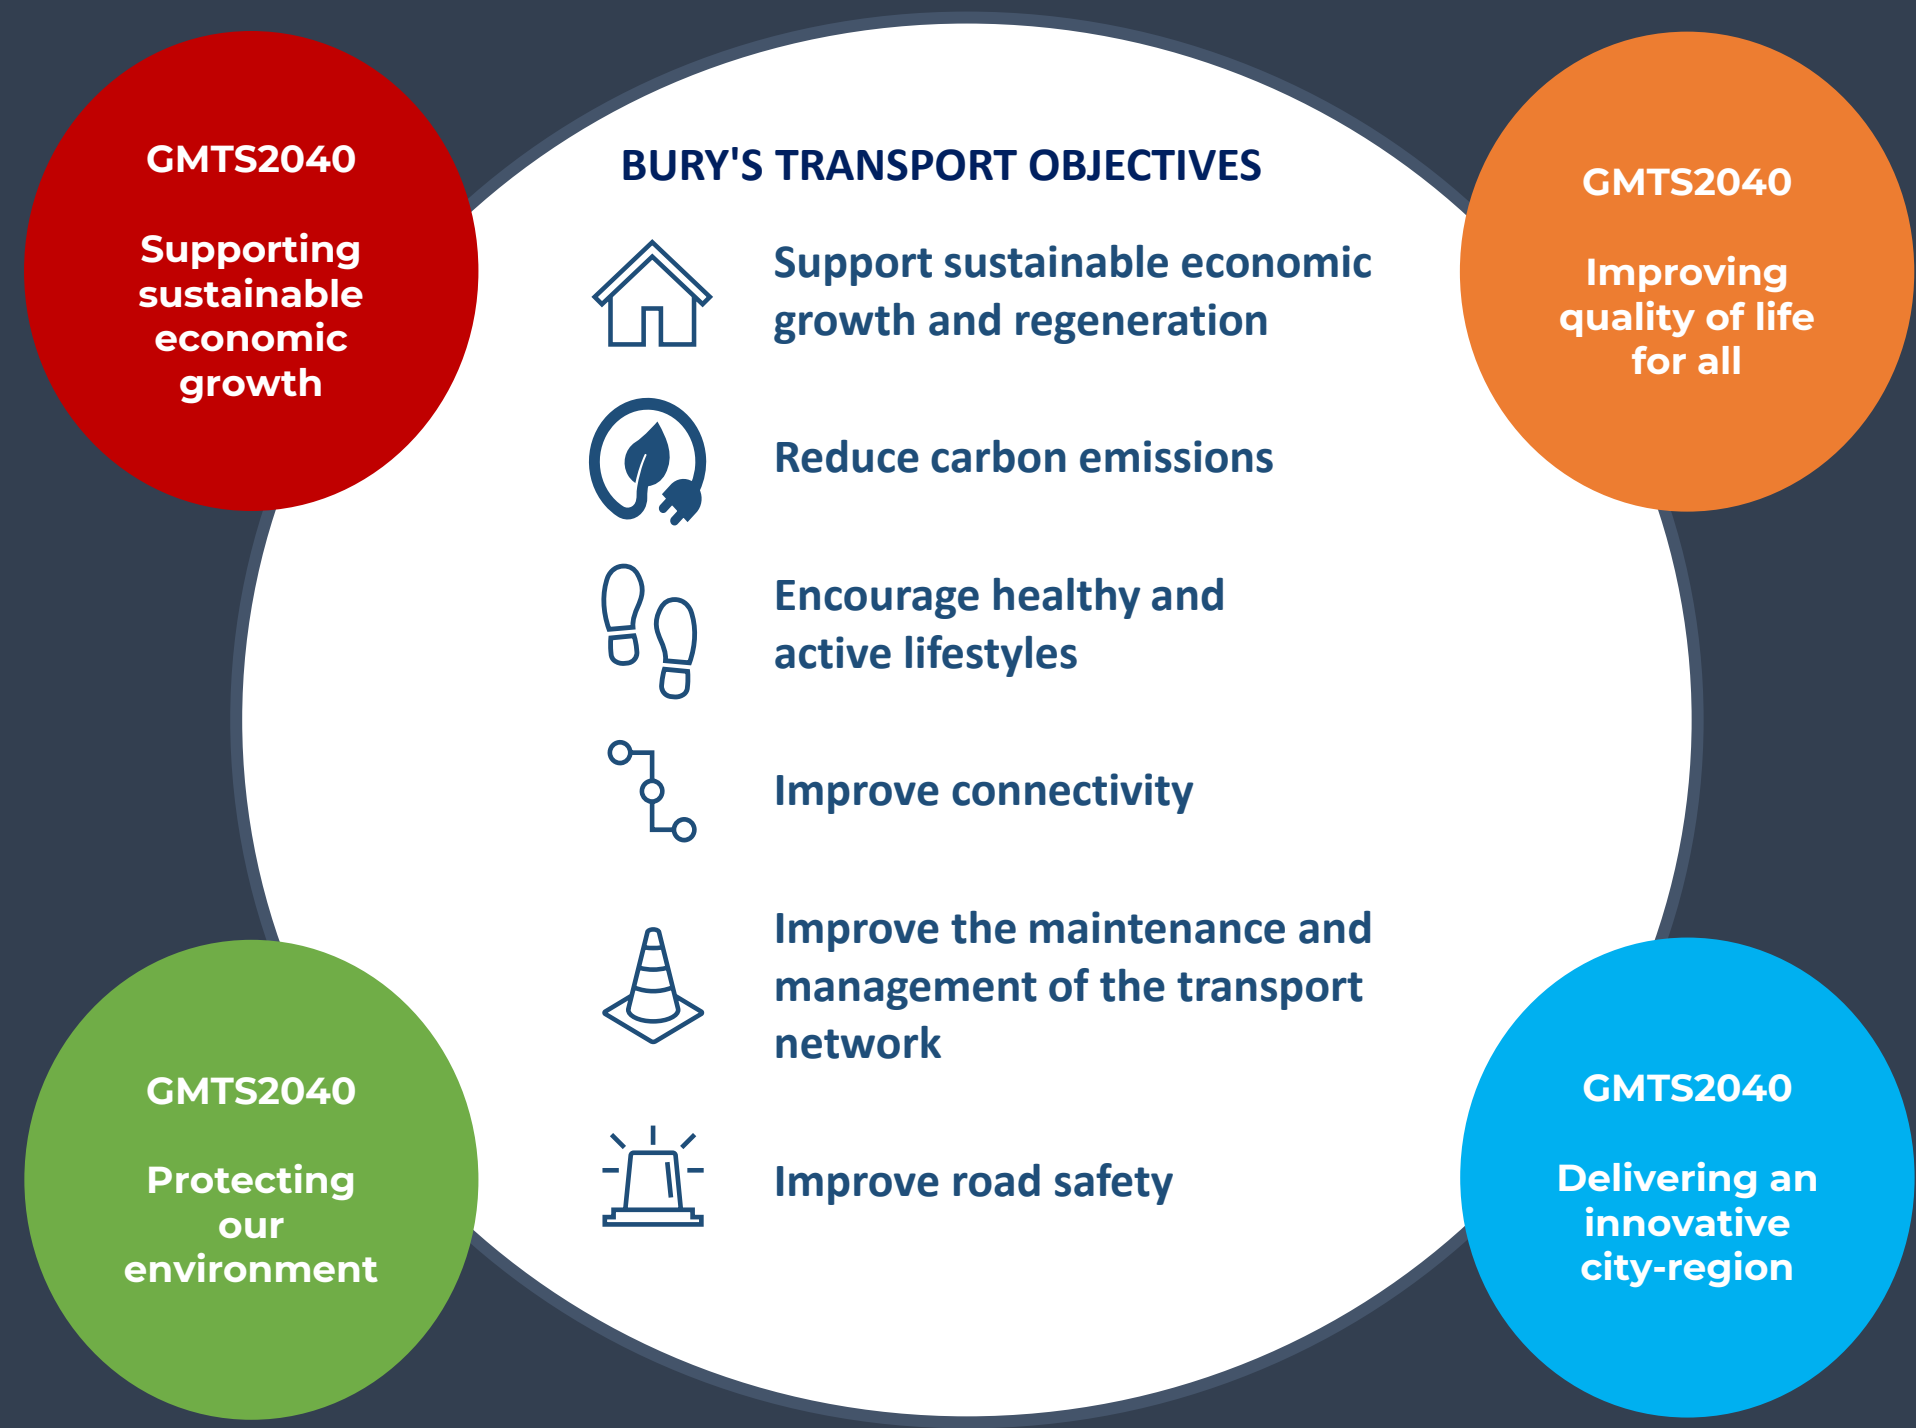 GMTS2040
Supporting
sustainable
economic
growth
BURY'S TRANSPORT OBJECTIVES
Support sustainable economic
growth and regeneration
Reduce carbon emissions
Encourage healthy and
active lifestyles
Improve connectivity
Improve the maintenance and
management of the transport
network
Improve road safety
GMTS2040
Improving
quality of life
for all
GMTS2040
Protecting
our
environment
GMTS2040
Delivering an
innovative
city-region